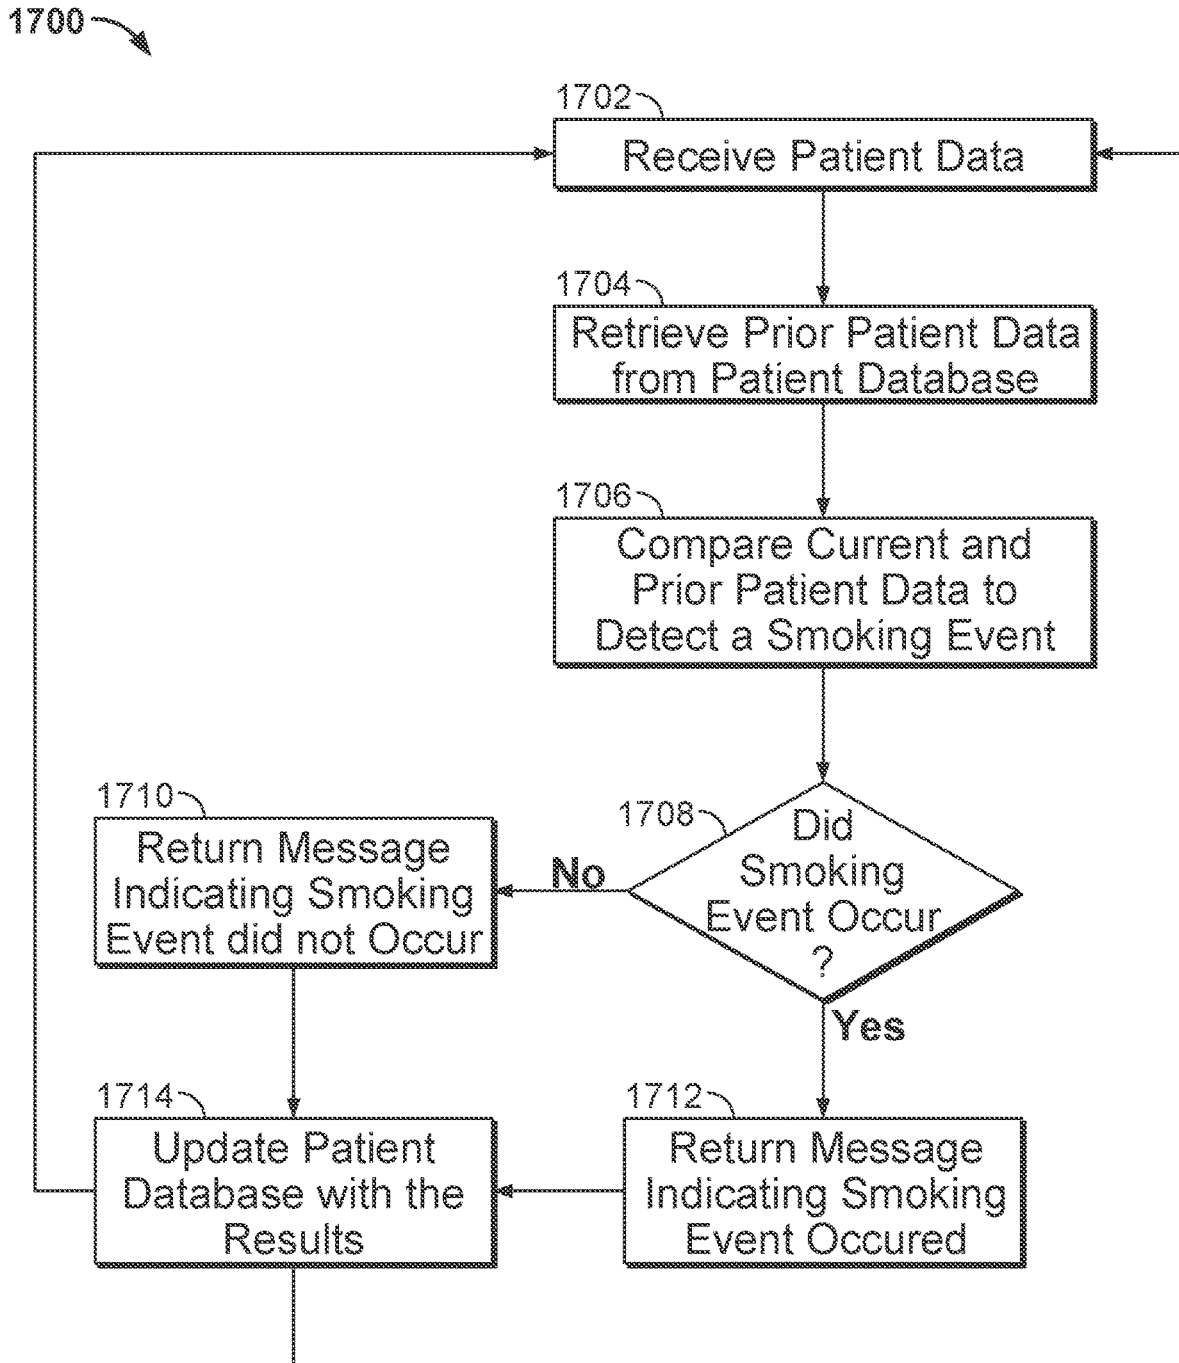 1700
1702
Receive Patient Data
1704
Retrieve Prior Patient Data
from Patient Database
1706
Compare Current and
Prior Patient Data to
Detect a Smoking Event
1708
Did
Smoking
Event Occur
?
No
Yes
1710
Return Message
Indicating Smoking
Event did not Occur
1712
Return Message
Indicating Smoking
Event Occured
1714
Update Patient
Database with the
Results